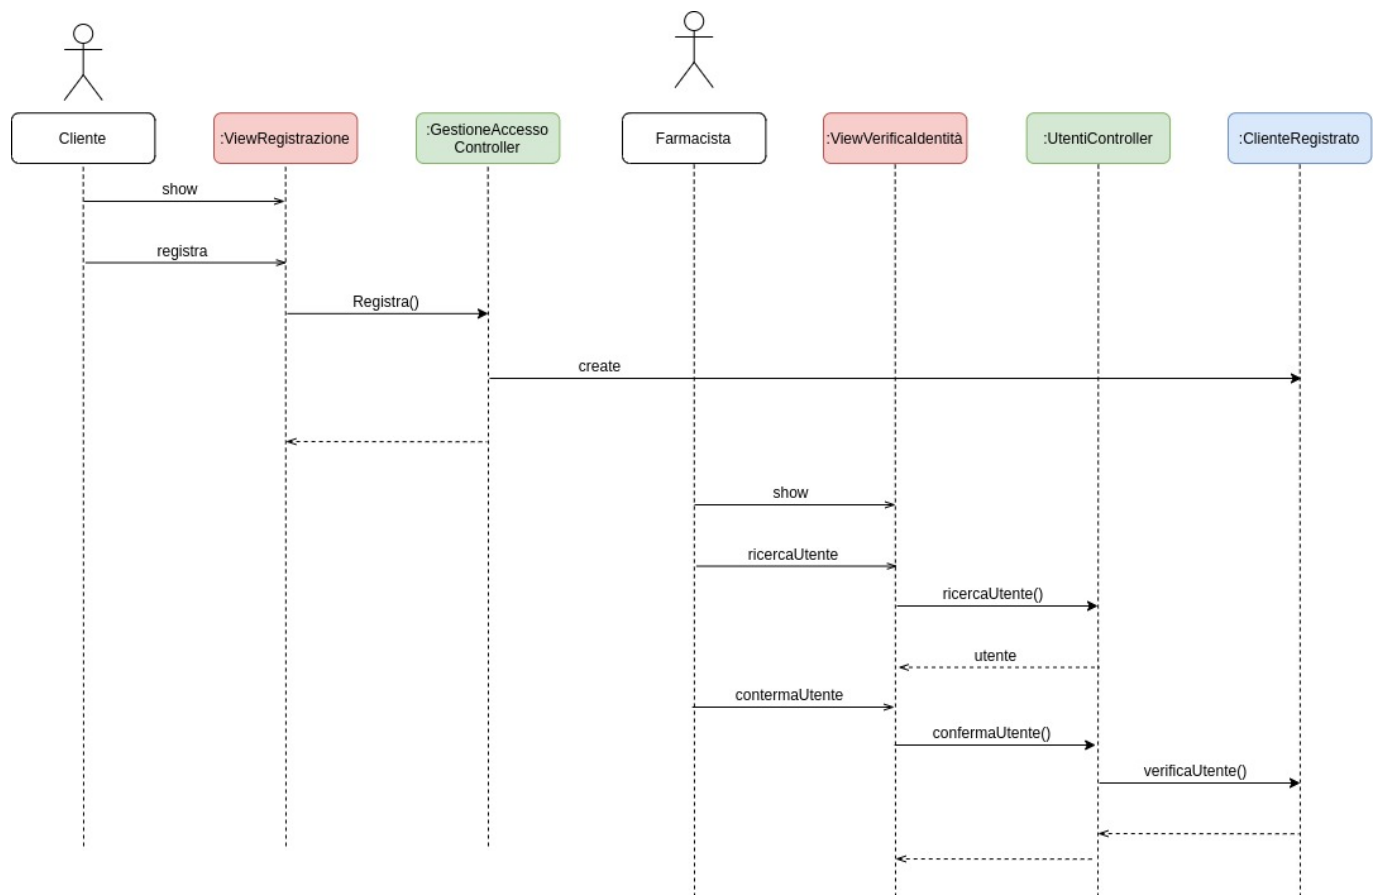 Cliente
:ViewRegistrazione
:GestioneAccesso
Controller
Farmacista
:ViewVerificaIdentità
:UtentiController
:ClienteRegistrato
show
registra
Registra()
create
show
ricercaUtente
ricercaUtente()
utente
contermaUtente
confermaUtente()
verificaUtente()